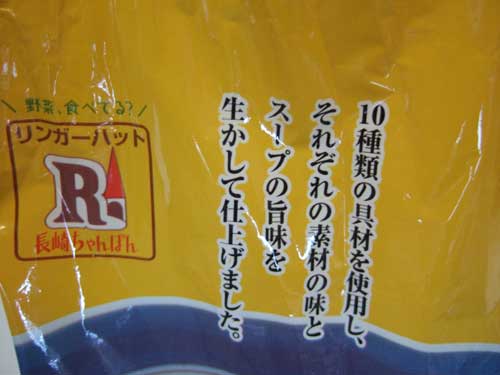 ＼野菜、食べてる?／
リンガーハット
R
長崎ちゃんぽん
10種類の具材を使用し、
それぞれの素材の味と
スープの旨味を
生かして仕上げました。